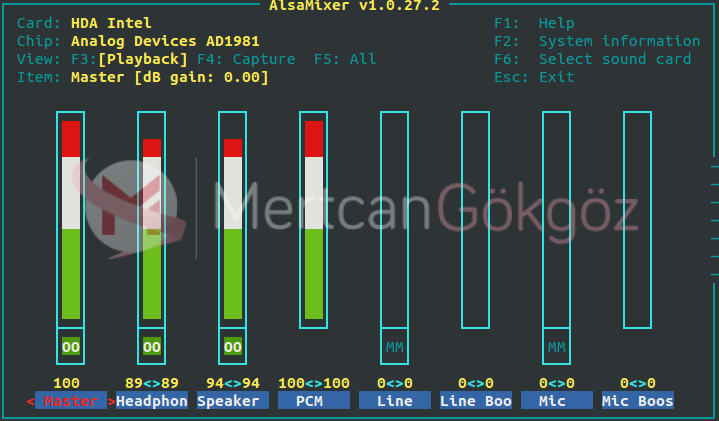 AlsaMixer v1.0.27.2
Card: HDA Intel F1: Help
Chip: Analog Devices AD1981 F2: System information
View: F3:[Playback] F4: Capture F5: All F6: Select sound card
Item: Master [dB gain: 0.00] Esc: Exit
MertcanGökgöz
OO OO OO MM MM
100 89<>89 94<>94 100<>100 0<>0 0<>0 0<>0 0<>0
< Master >Headphon Speaker PCM Line Line Boo Mic Mic Boos